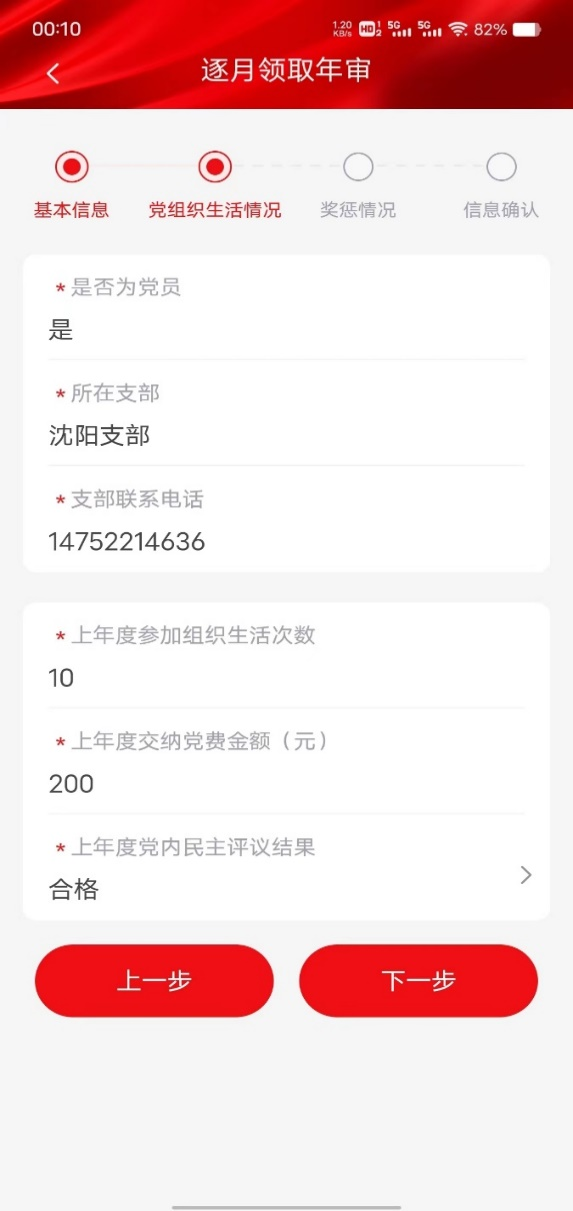 00:10
1.20 KB/s HD 1 2 5G 5G 82%
逐月领取年审
基本信息 党组织生活情况 奖惩情况 信息确认
* 是否为党员
是
* 所在支部
沈阳支部
* 支部联系电话
14752214636
* 上年度参加组织生活次数
10
* 上年度交纳党费金额（元）
200
* 上年度党内民主评议结果
合格
上一步 下一步